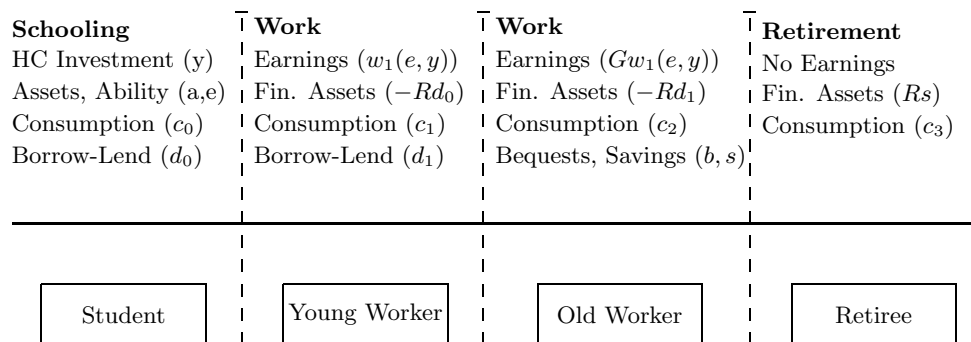 Schooling
HC Investment (y)
Assets, Ability (a,e)
Consumption (c₀)
Borrow-Lend (d₀)
Work
Earnings (w₁(e, y))
Fin. Assets (−Rd₀)
Consumption (c₁)
Borrow-Lend (d₁)
Work
Earnings (Gw₁(e, y))
Fin. Assets (−Rd₁)
Consumption (c₂)
Bequests, Savings (b, s)
Retirement
No Earnings
Fin. Assets (Rs)
Consumption (c₃)
Student
Young Worker
Old Worker
Retiree